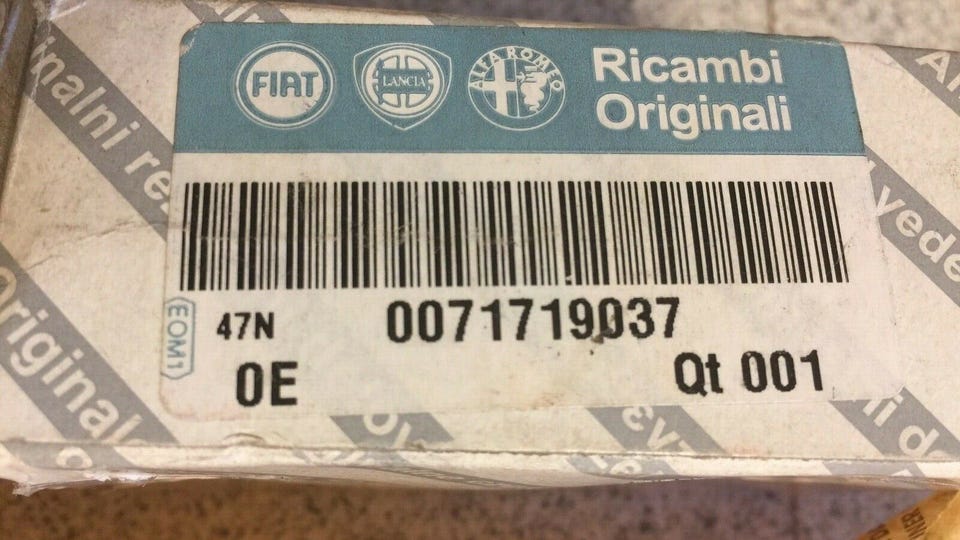 FIAT
LANCIA
ALFA ROMEO
Ricambi
Originali
EOM1
47N
0071719037
0E
Qt 001